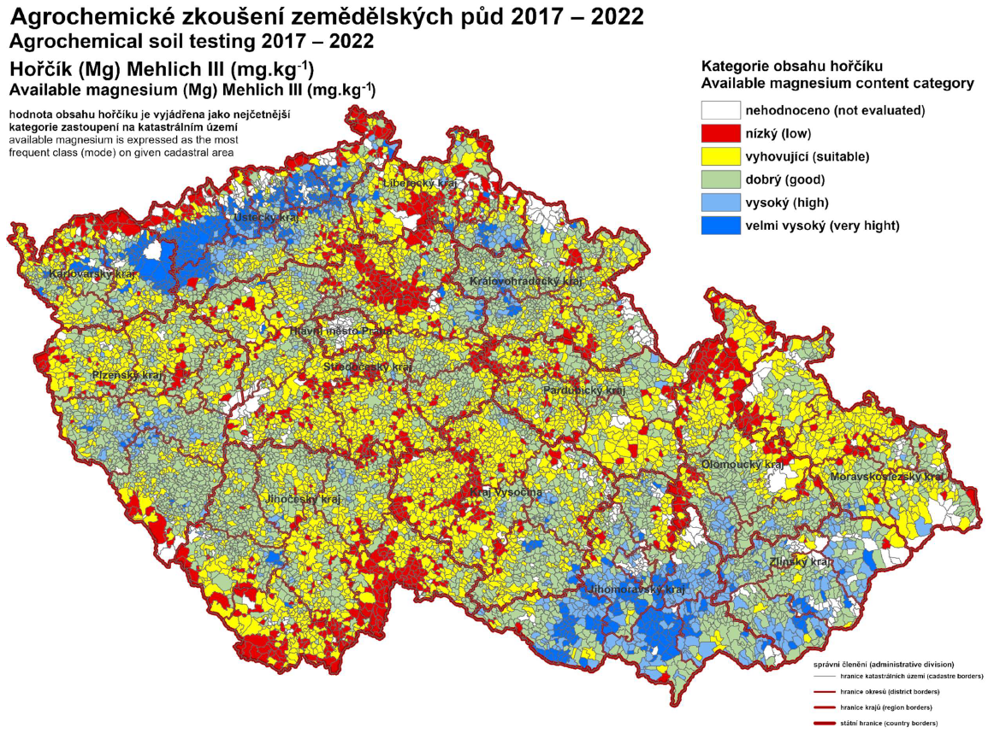 Agrochemické zkoušení zemědělských půd 2017 – 2022
Agrochemical soil testing 2017 – 2022
Hořčík (Mg) Mehlich III (mg.kg-1)
Available magnesium (Mg) Mehlich III (mg.kg-1)
hodnota obsahu hořčíku je vyjádřena jako nejčetnější
kategorie zastoupení na katastrálním území
available magnesium is expressed as the most
frequent class (mode) on given cadastral area
Kategorie obsahu hořčíku
Available magnesium content category
nehodnoceno (not evaluated)
nízký (low)
vyhovující (suitable)
dobrý (good)
vysoký (high)
velmi vysoký (very hight)
Liberecký kraj
Ústecký kraj
Karlovarský kraj
Královohradecký kraj
Hlavní město Praha
Středočeský kraj
Plzeňský kraj
Pardubický kraj
Olomoucký kraj
Moravskoslezský kraj
Kraj Vysočina
Jihočeský kraj
Zlínský kraj
Jihomoravský kraj
správní členění (administrative division)
hranice katastrálních území (cadastre borders)
hranice okresů (district borders)
hranice krajů (region borders)
státní hranice (country borders)